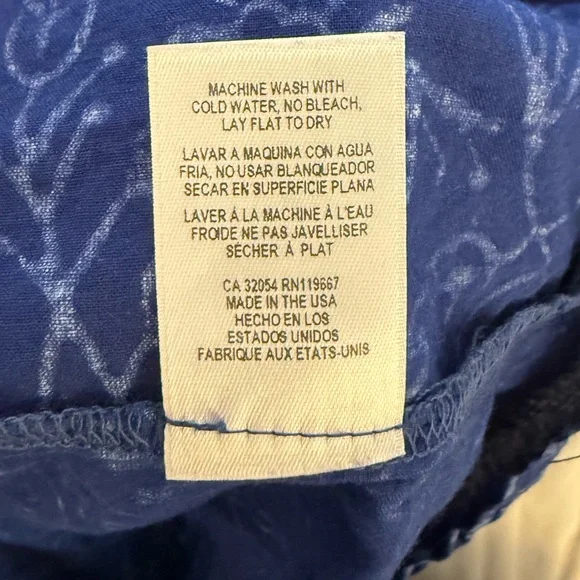 MACHINE WASH WITH
COLD WATER, NO BLEACH,
LAY FLAT TO DRY
LAVAR A MAQUINA CON AGUA
FRIA, NO USAR BLANQUEADOR
SECAR EN SUPERFICIE PLANA
LAVER Á LA MACHINE À L'EAU
FROIDE NE PAS JAVELLISER
SÈCHER À PLAT
CA 32054 RN119667
MADE IN THE USA
HECHO EN LOS
ESTADOS UNIDOS
FABRIQUE AUX ETATS-UNIS